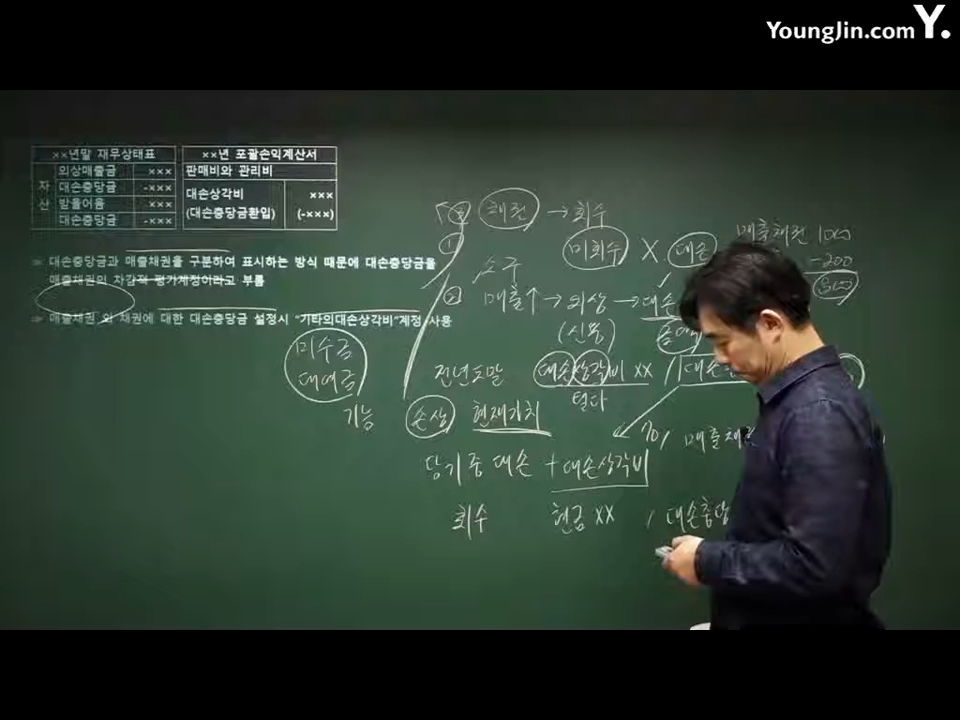 YoungJin.com Y.
××년말 재무상태표 ××년 포괄손익계산서
자산
외상매출금 ×××
대손충당금 -×××
받을어음 ×××
대손충당금 -×××
판매비와 관리비
대손상각비 ×××
(대손충당금환입) (-×××)
대손충당금과 매출채권을 구분하여 표시하는 방식 때문에 대손충당금을
매출채권의 차감적 평가계정이라고 부름
매출채권 외 채권에 대한 대손충당금 설정시 "기타의대손상각비"계정 사용
미수금
대여금
채권 → 회수
① 미회수 × 대손
매출채권 1000
-200
800
소구
② 매출↑ → 외상 → 대손
(신용)
전년도말 대손상각비 ×× /
털다
기능 손상 현재가치
당기 중 대손 + 대손상각비
회수 현금 ×× / 대손충당